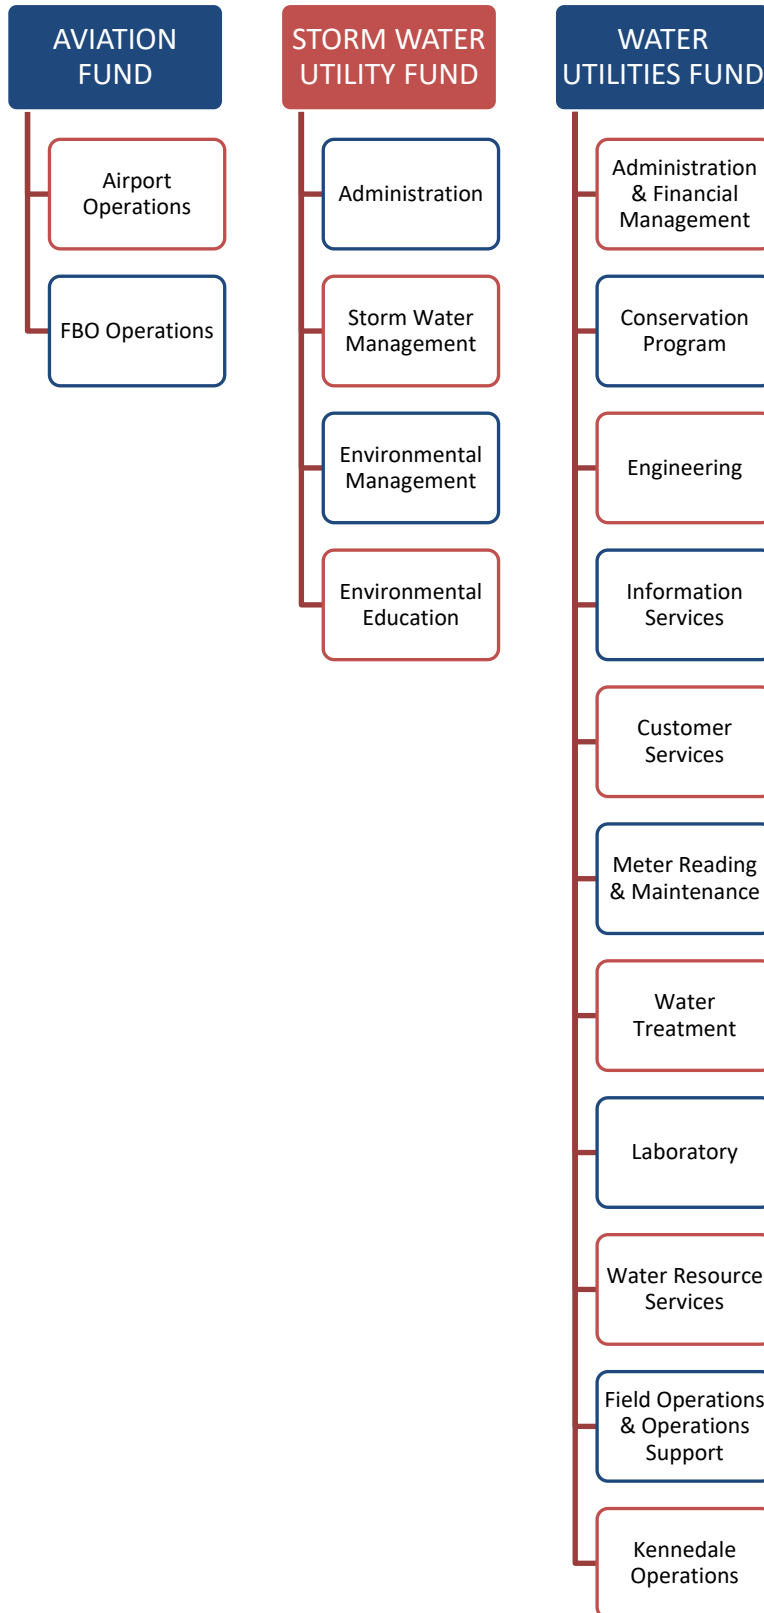 AVIATION
FUND
Airport
Operations
FBO Operations
STORM WATER
UTILITY FUND
Administration
Storm Water
Management
Environmental
Management
Environmental
Education
WATER
UTILITIES FUND
Administration
& Financial
Management
Conservation
Program
Engineering
Information
Services
Customer
Services
Meter Reading
& Maintenance
Water
Treatment
Laboratory
Water Resource
Services
Field Operations
& Operations
Support
Kennedale
Operations